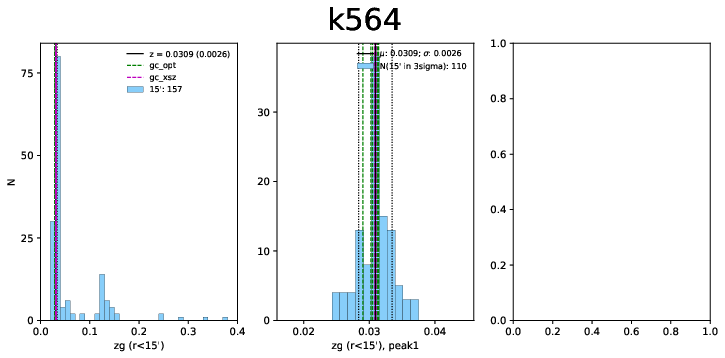 k564
75
50
25
0
N
0.0 0.1 0.2 0.3 0.4
zg (r<15')
z = 0.0309 (0.0026)
gc_opt
gc_xsz
15': 157
30
20
10
0
0.02 0.03 0.04
zg (r<15'), peak1
μ: 0.0309; σ: 0.0026
N(15' in 3sigma): 110
1.0
0.8
0.6
0.4
0.2
0.0
0.0 0.2 0.4 0.6 0.8 1.0